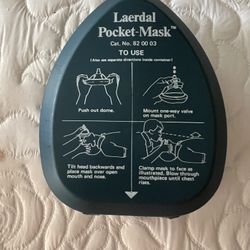 Laerdal
Pocket-Mask™
Cat. No. 82 00 03
TO USE
(Also see separate directions inside container)
Push out dome.
Mount one-way valve
on mask port.
Tilt head backwards and
place mask over open
mouth and nose.
Clamp mask to face as
illustrated. Blow through
mouthpiece until chest
rises.